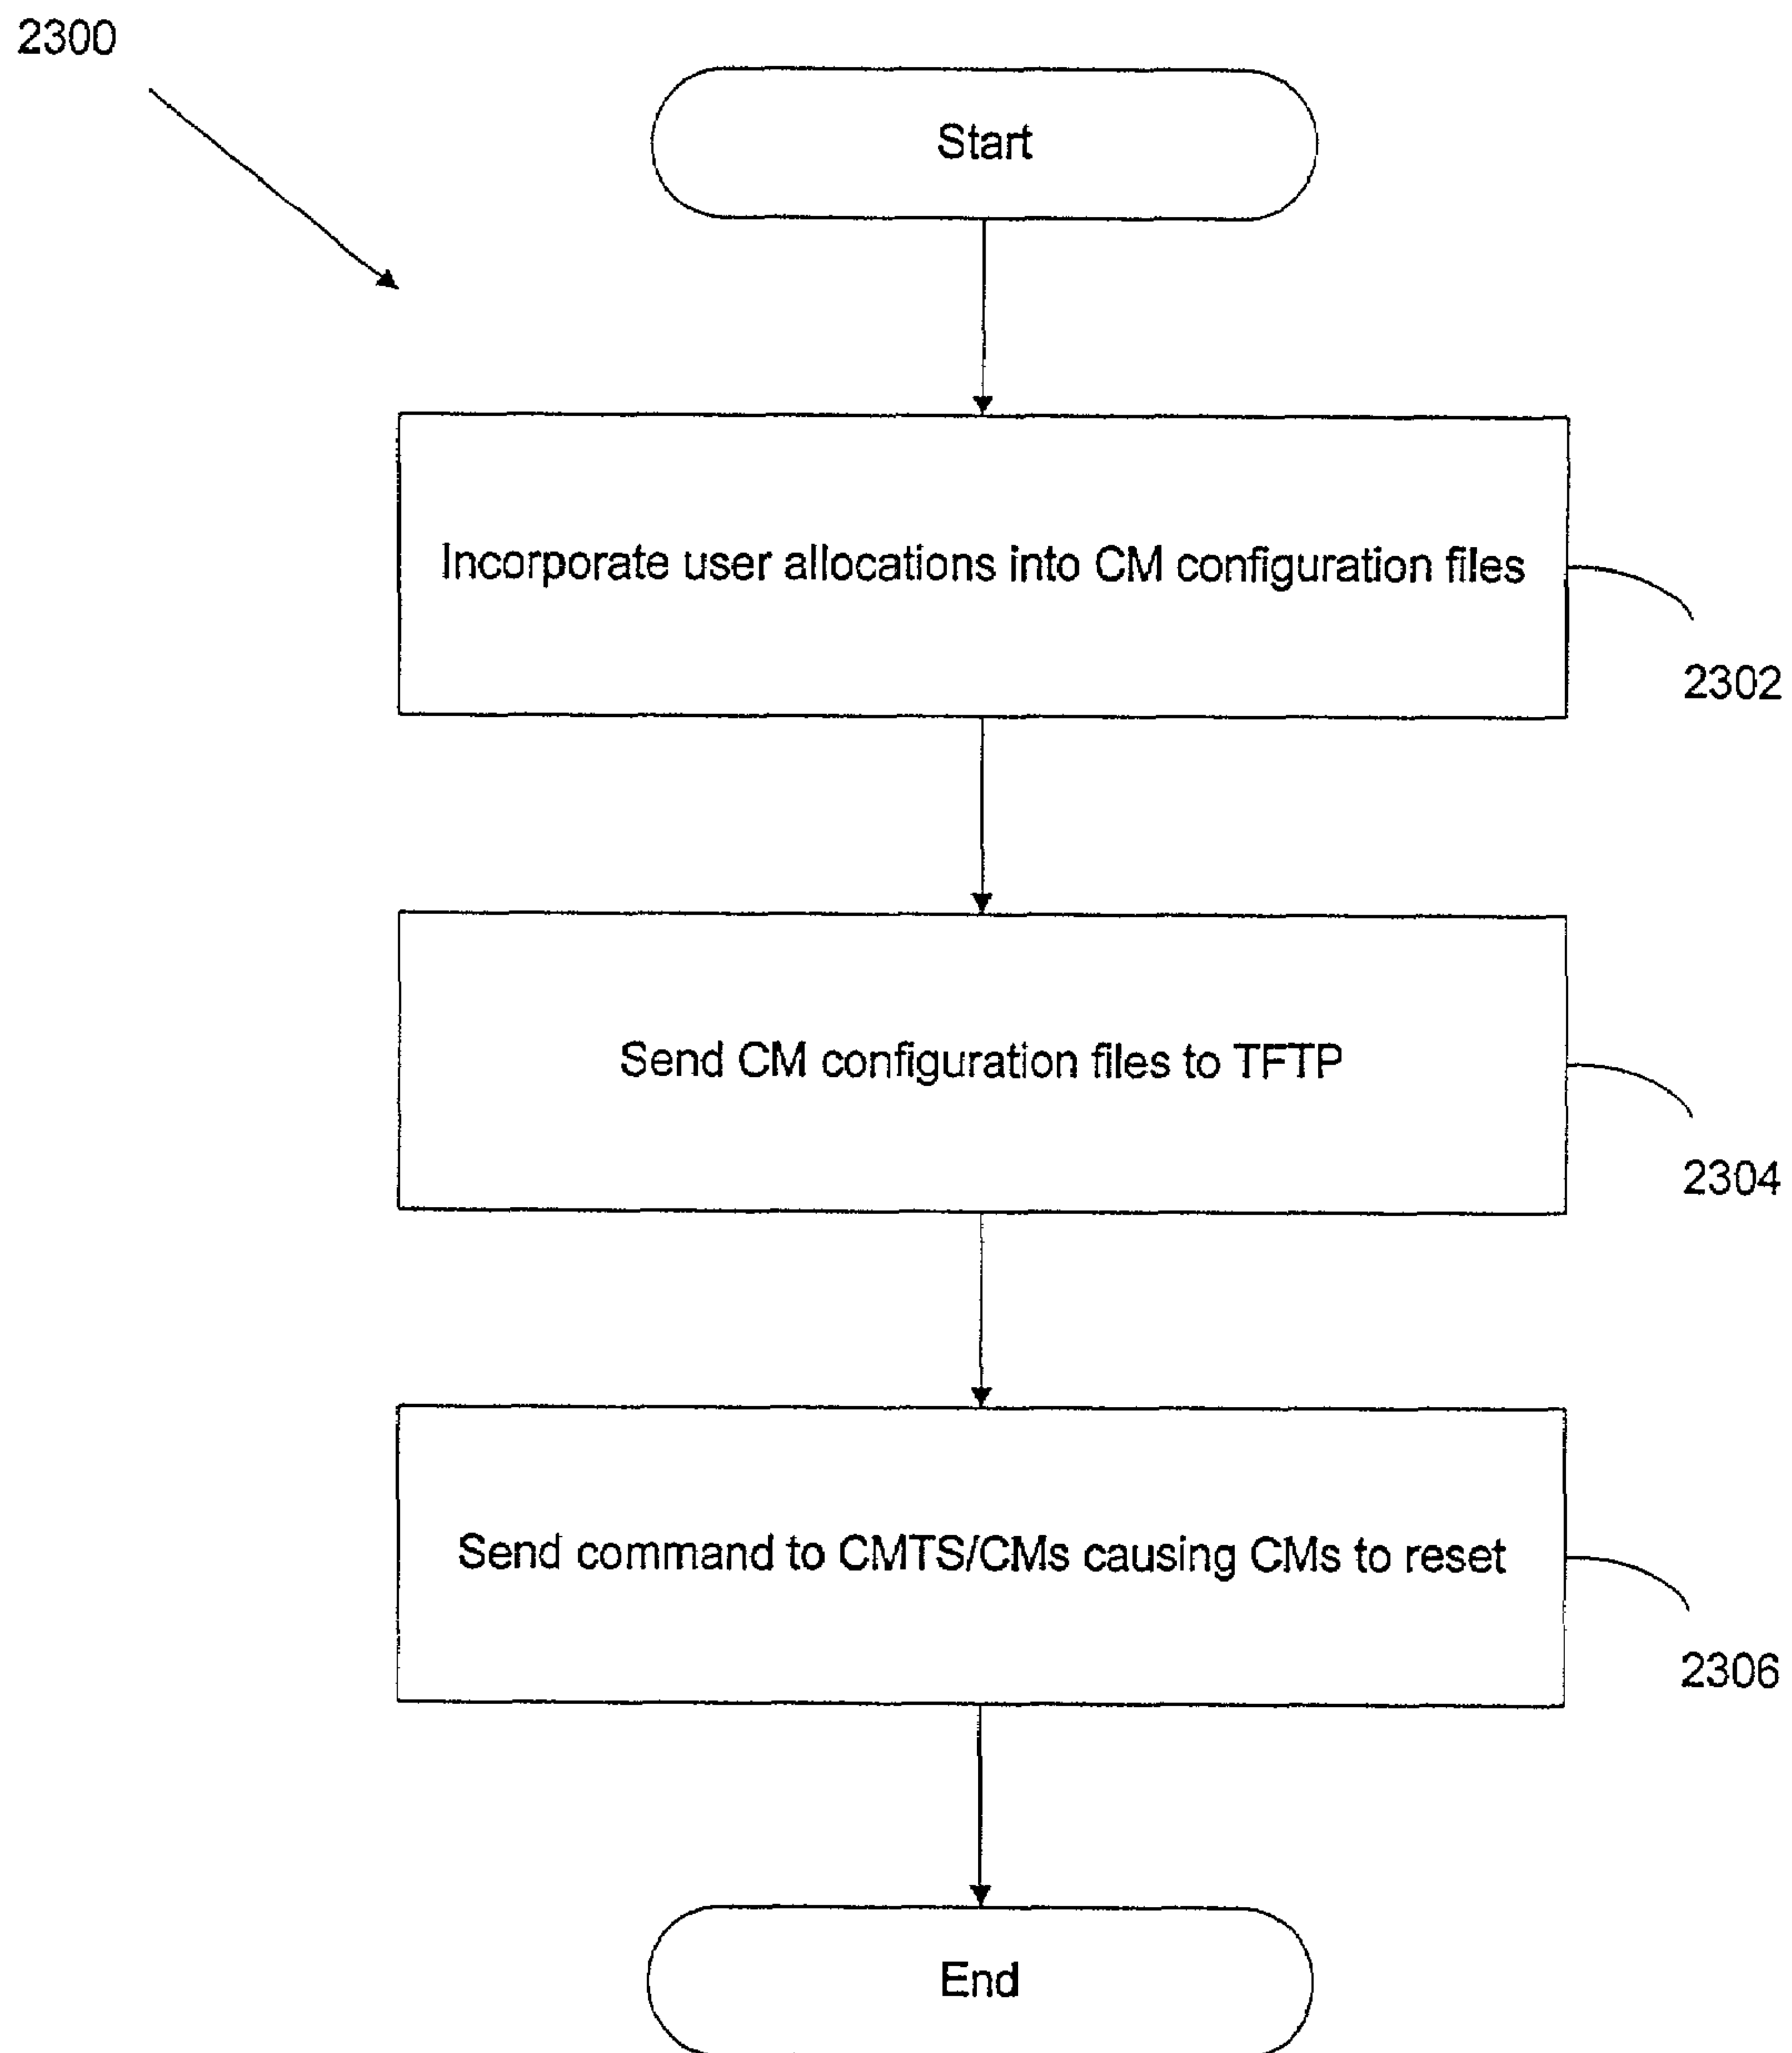 2300
Start
Incorporate user allocations into CM configuration files
2302
Send CM configuration files to TFTP
2304
Send command to CMTS/CMs causing CMs to reset
2306
End